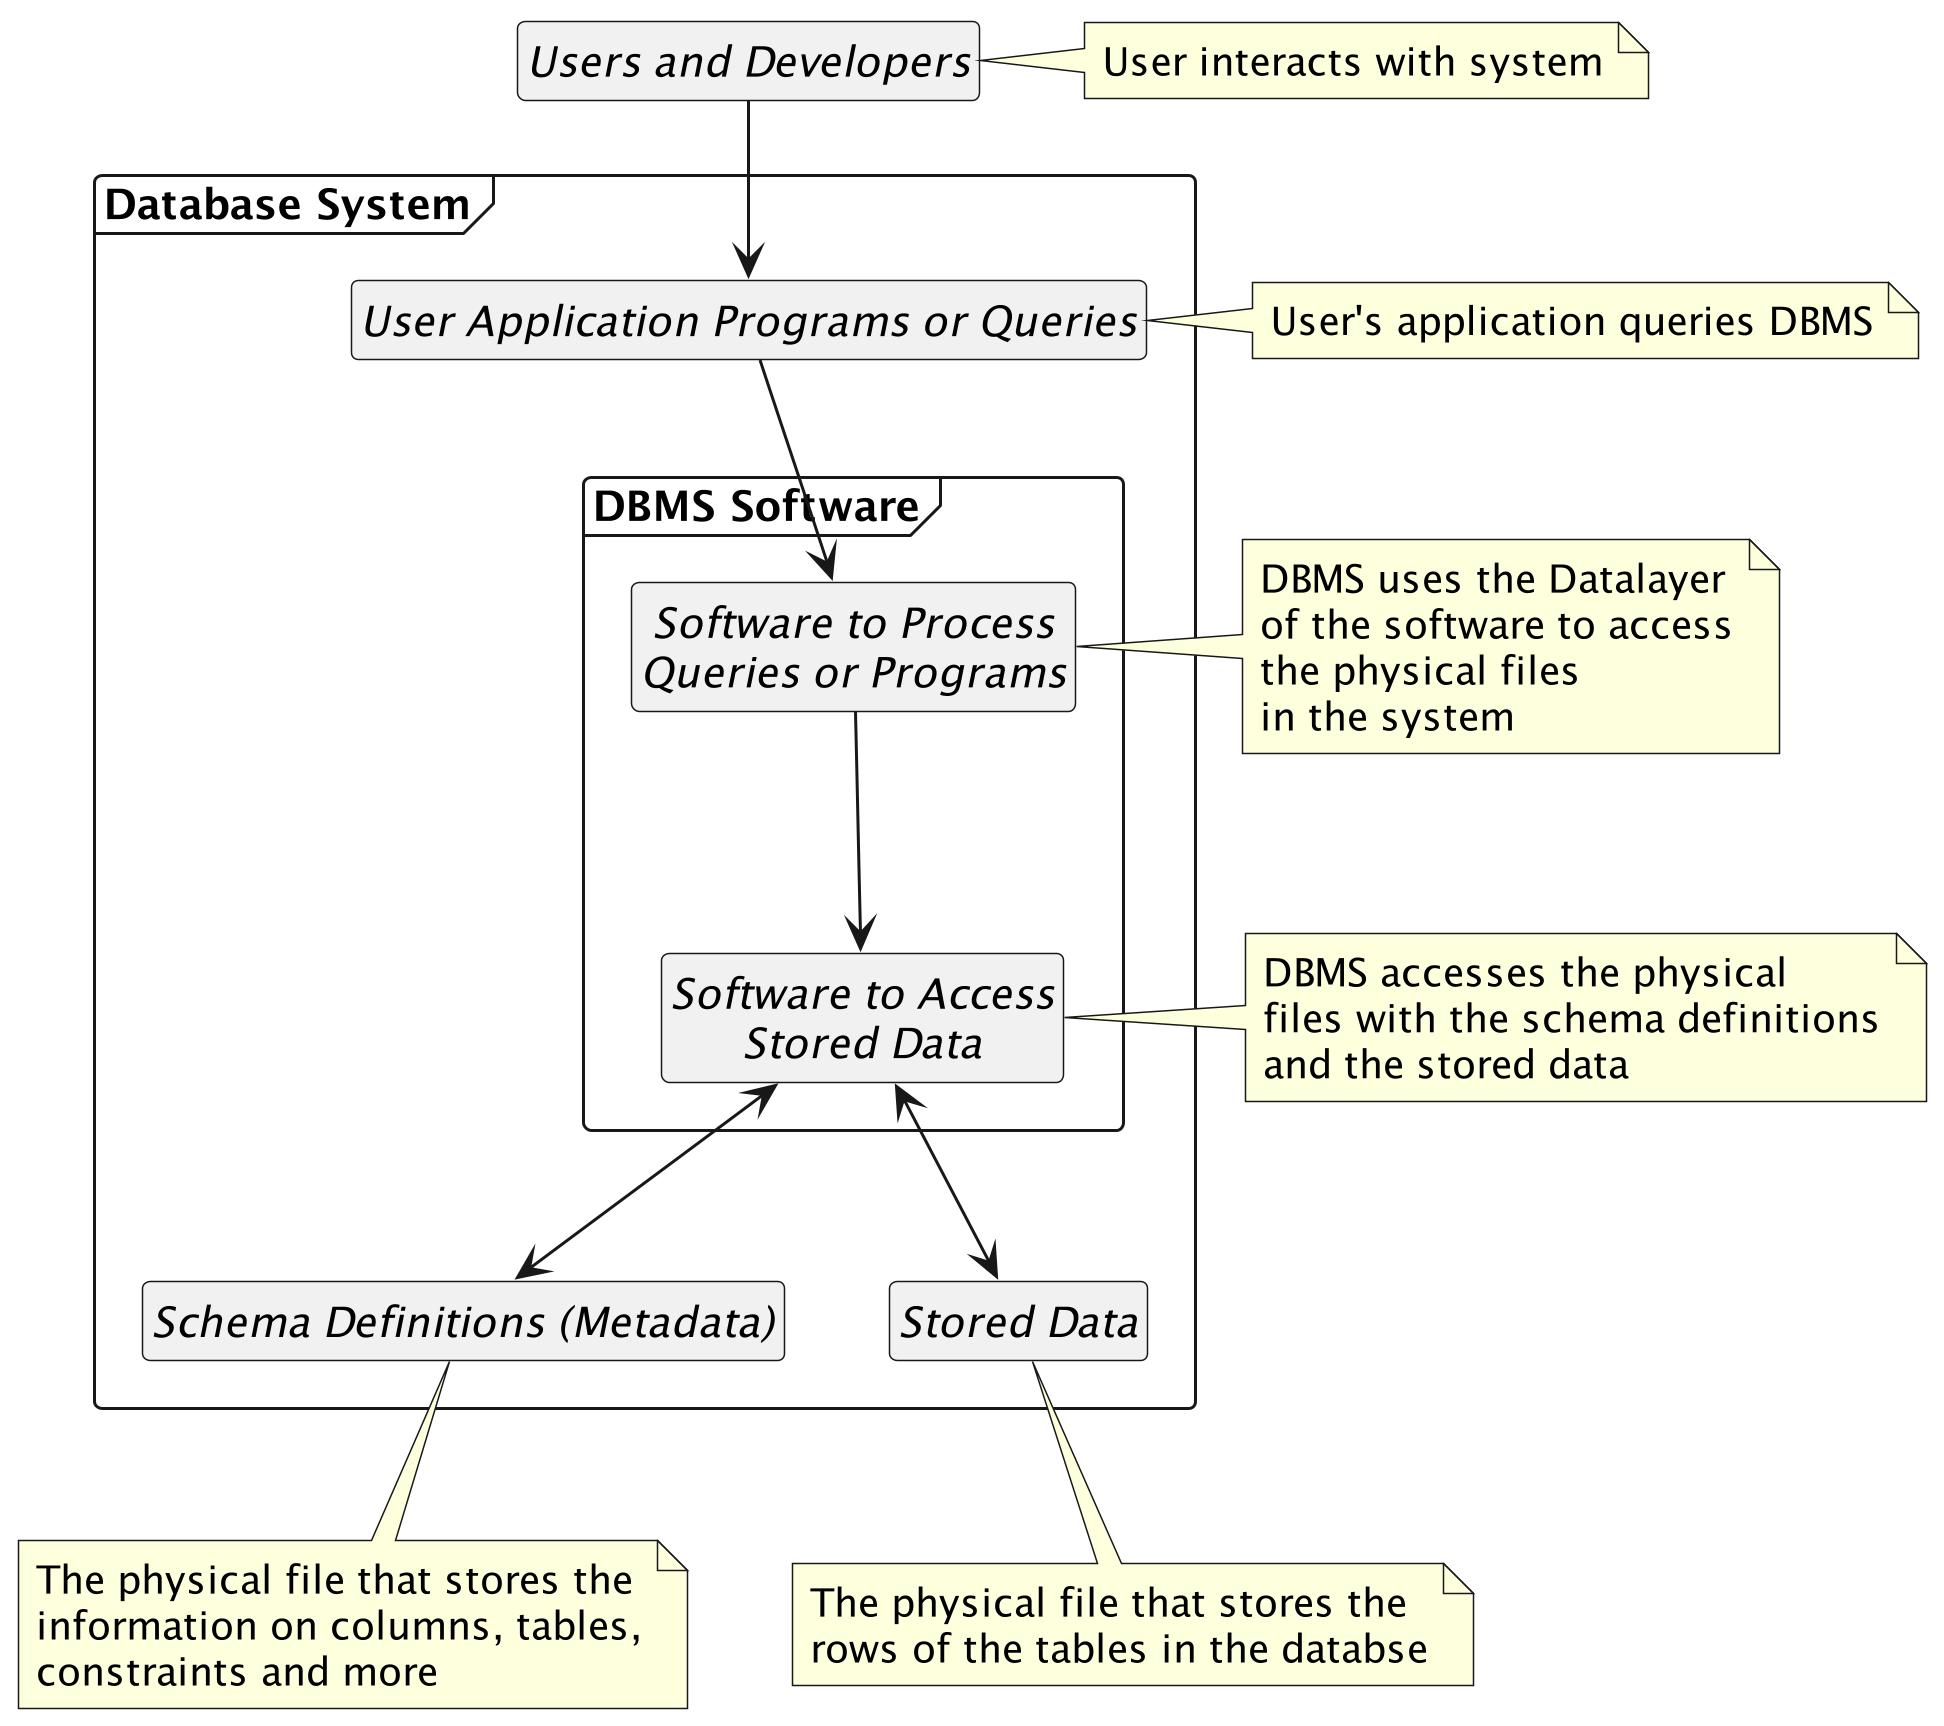 Users and Developers
User interacts with system
Database System
User Application Programs or Queries
User's application queries DBMS
DBMS Software
Software to Process
Queries or Programs
DBMS uses the Datalayer
of the software to access
the physical files
in the system
Software to Access
Stored Data
DBMS accesses the physical
files with the schema definitions
and the stored data
Schema Definitions (Metadata)
Stored Data
The physical file that stores the
information on columns, tables,
constraints and more
The physical file that stores the
rows of the tables in the databse